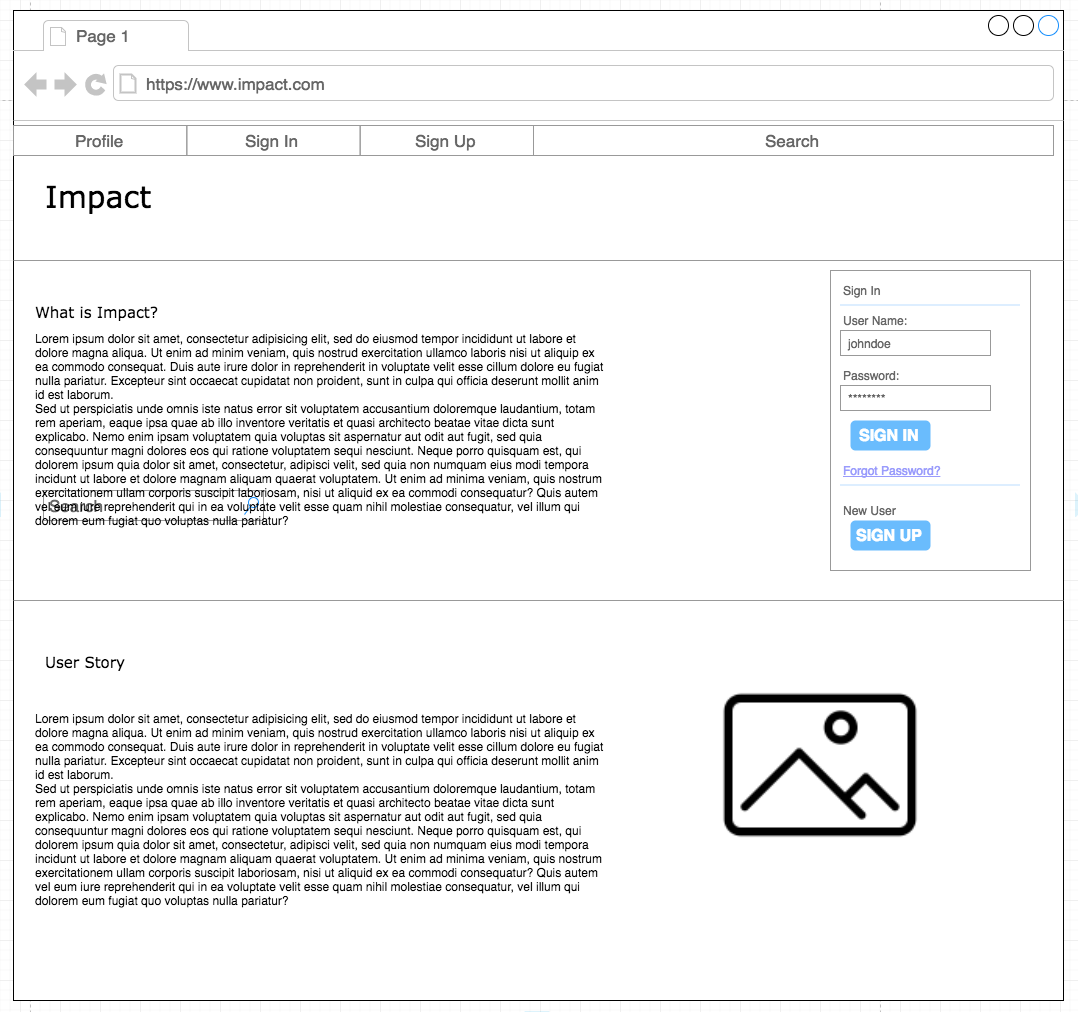 Page 1
https://www.impact.com
Profile
Sign In
Sign Up
Search
Impact
What is Impact?
Lorem ipsum dolor sit amet, consectetur adipisicing elit, sed do eiusmod tempor incididunt ut labore et
dolore magna aliqua. Ut enim ad minim veniam, quis nostrud exercitation ullamco laboris nisi ut aliquip ex
ea commodo consequat. Duis aute irure dolor in reprehenderit in voluptate velit esse cillum dolore eu fugiat
nulla pariatur. Excepteur sint occaecat cupidatat non proident, sunt in culpa qui officia deserunt mollit anim
id est laborum.
Sed ut perspiciatis unde omnis iste natus error sit voluptatem accusantium doloremque laudantium, totam
rem aperiam, eaque ipsa quae ab illo inventore veritatis et quasi architecto beatae vitae dicta sunt
explicabo. Nemo enim ipsam voluptatem quia voluptas sit aspernatur aut odit aut fugit, sed quia
consequuntur magni dolores eos qui ratione voluptatem sequi nesciunt. Neque porro quisquam est, qui
dolorem ipsum quia dolor sit amet, consectetur, adipisci velit, sed quia non numquam eius modi tempora
incidunt ut labore et dolore magnam aliquam quaerat voluptatem. Ut enim ad minima veniam, quis nostrum
exercitationem ullam corporis suscipit laboriosam, nisi ut aliquid ex ea commodi consequatur? Quis autem
vel eum iure reprehenderit qui in ea voluptate velit esse quam nihil molestiae consequatur, vel illum qui
dolorem eum fugiat quo voluptas nulla pariatur?
Search
Sign In
User Name:
johndoe
Password:
********
SIGN IN
Forgot Password?
New User
SIGN UP
User Story
Lorem ipsum dolor sit amet, consectetur adipisicing elit, sed do eiusmod tempor incididunt ut labore et
dolore magna aliqua. Ut enim ad minim veniam, quis nostrud exercitation ullamco laboris nisi ut aliquip ex
ea commodo consequat. Duis aute irure dolor in reprehenderit in voluptate velit esse cillum dolore eu fugiat
nulla pariatur. Excepteur sint occaecat cupidatat non proident, sunt in culpa qui officia deserunt mollit anim
id est laborum.
Sed ut perspiciatis unde omnis iste natus error sit voluptatem accusantium doloremque laudantium, totam
rem aperiam, eaque ipsa quae ab illo inventore veritatis et quasi architecto beatae vitae dicta sunt
explicabo. Nemo enim ipsam voluptatem quia voluptas sit aspernatur aut odit aut fugit, sed quia
consequuntur magni dolores eos qui ratione voluptatem sequi nesciunt. Neque porro quisquam est, qui
dolorem ipsum quia dolor sit amet, consectetur, adipisci velit, sed quia non numquam eius modi tempora
incidunt ut labore et dolore magnam aliquam quaerat voluptatem. Ut enim ad minima veniam, quis nostrum
exercitationem ullam corporis suscipit laboriosam, nisi ut aliquid ex ea commodi consequatur? Quis autem
vel eum iure reprehenderit qui in ea voluptate velit esse quam nihil molestiae consequatur, vel illum qui
dolorem eum fugiat quo voluptas nulla pariatur?